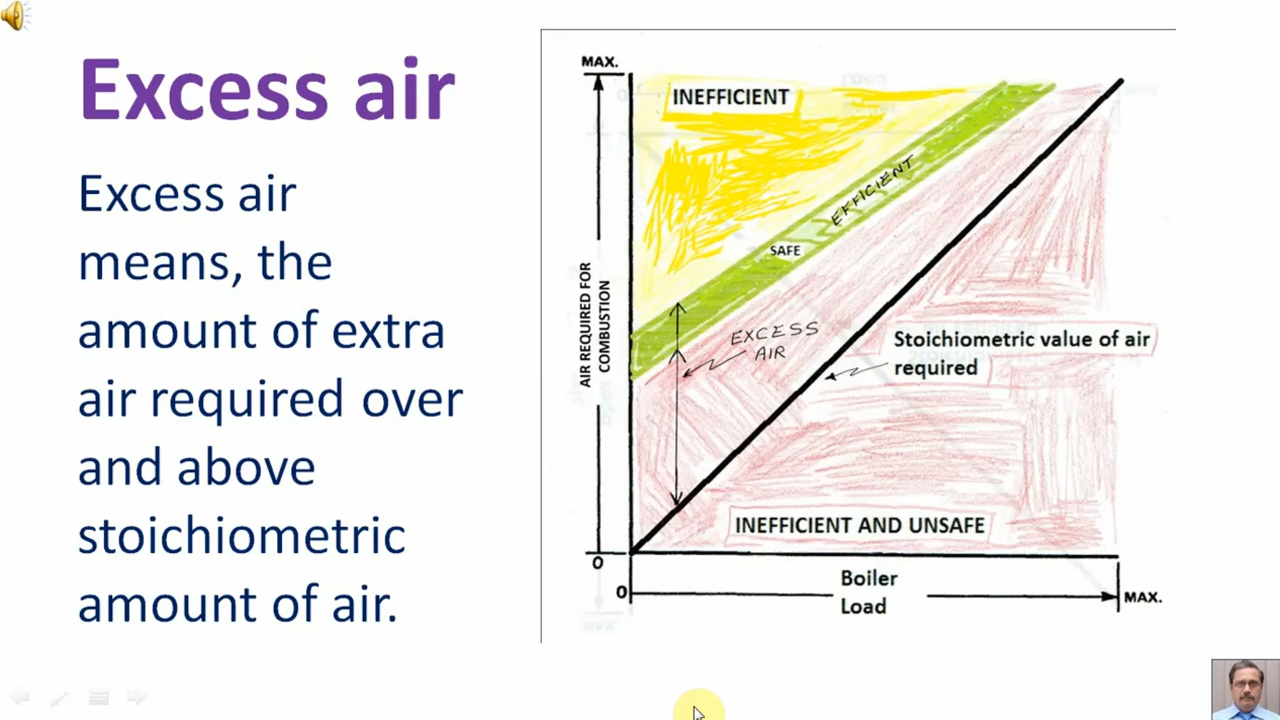 Excess air
Excess air
means, the
amount of extra
air required over
and above
stoichiometric
amount of air.
MAX.
INEFFICIENT
EFFICIENT
SAFE
AIR REQUIRED FOR
COMBUSTION
EXCESS
AIR
Stoichiometric value of air
required
INEFFICIENT AND UNSAFE
0
0
Boiler
Load
MAX.